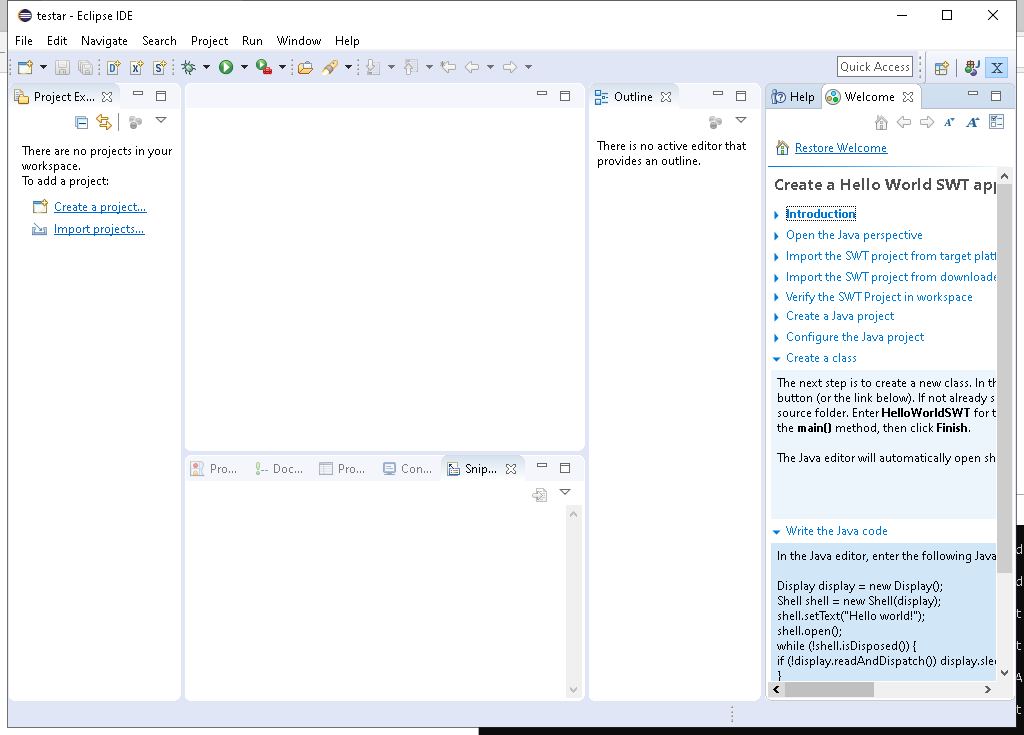 testar - Eclipse IDE
File Edit Navigate Search Project Run Window Help
Quick Access
Project Ex...
There are no projects in your
workspace.
To add a project:
Create a project...
Import projects...
Outline
There is no active editor that
provides an outline.
Pro...
Doc...
Pro...
Con...
Snip...
Help
Welcome
Restore Welcome
Create a Hello World SWT app
Introduction
Open the Java perspective
Import the SWT project from target platf
Import the SWT project from downloade
Verify the SWT Project in workspace
Create a Java project
Configure the Java project
Create a class
The next step is to create a new class. In th
button (or the link below). If not already s
source folder. Enter HelloWorldSWT for t
the main() method, then click Finish.
The Java editor will automatically open sh
Write the Java code
In the Java editor, enter the following Java
Display display = new Display();
Shell shell = new Shell(display);
shell.setText("Hello world!");
shell.open();
while (!shell.isDisposed()) {
if (!display.readAndDispatch()) display.slee
}